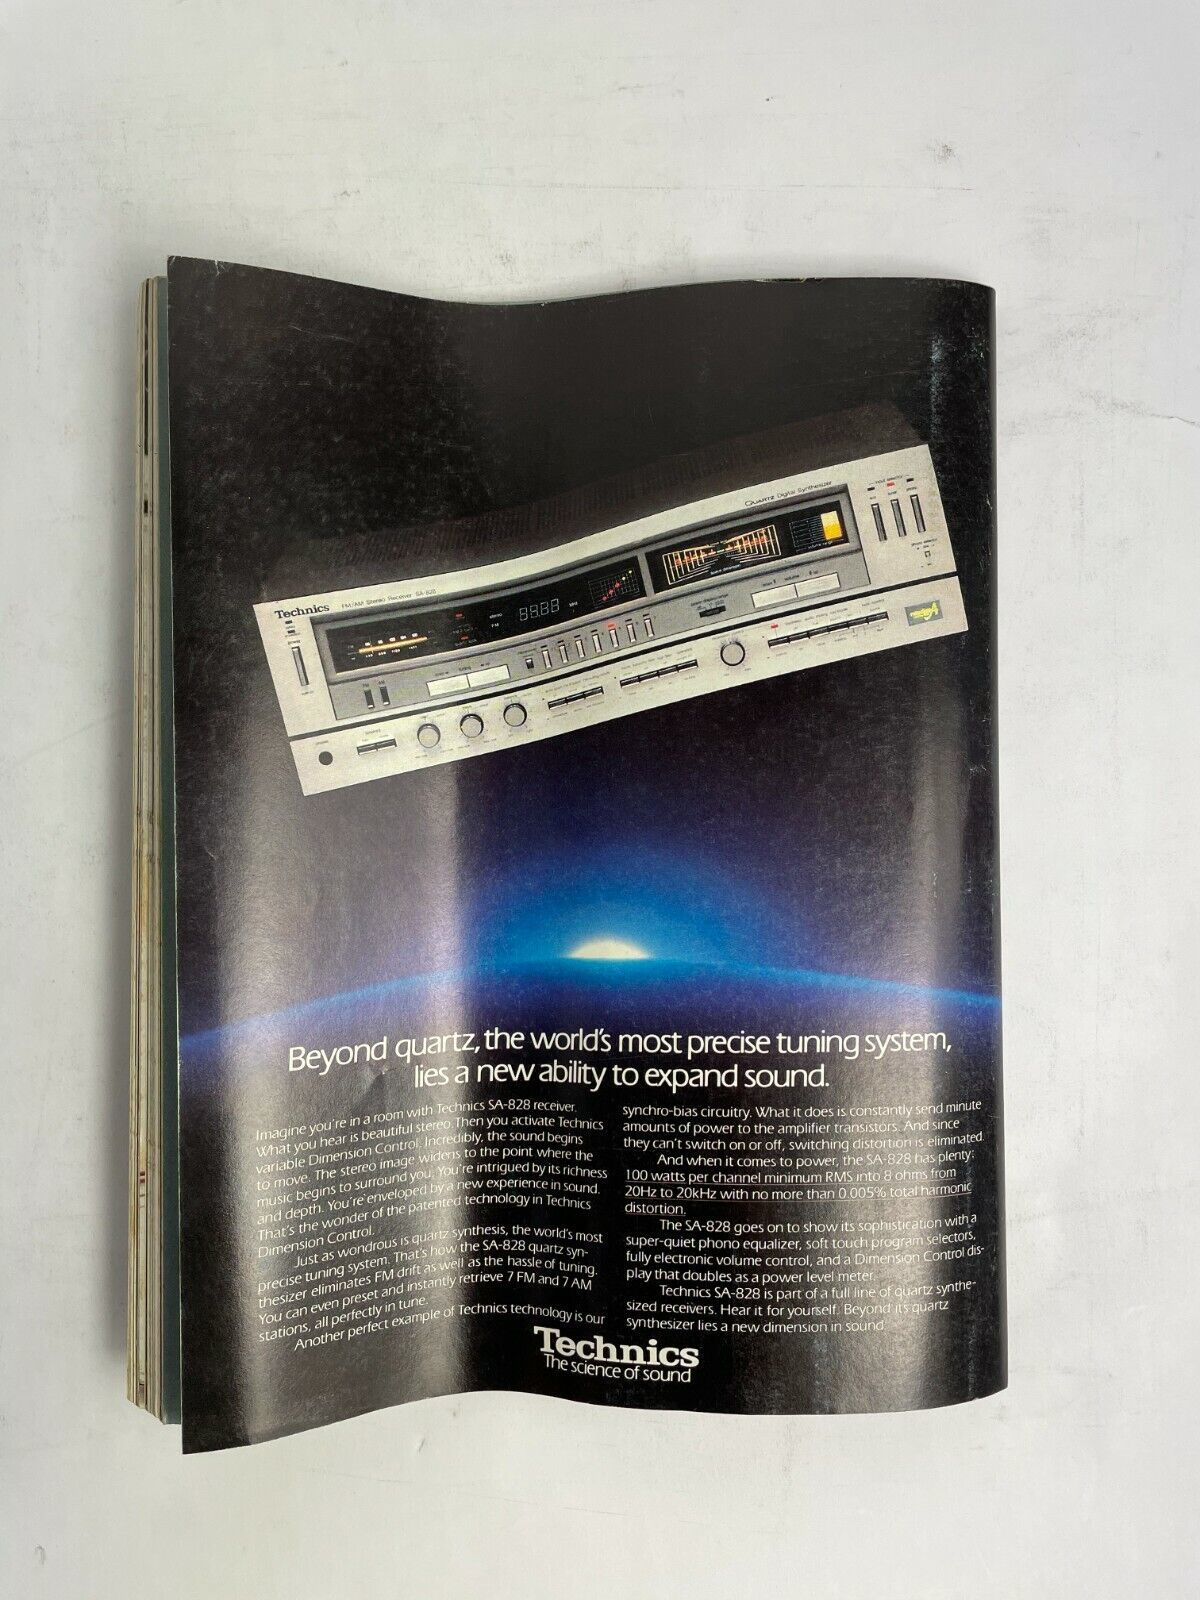 Technics
FM/AM Stereo Receiver SA-828
QUARTZ Digital Synthesizer
stereo
FM
88.88
MHz
volume
Beyond quartz, the world's most precise tuning system,
lies a new ability to expand sound.
Imagine you're in a room with Technics SA-828 receiver.
What you hear is beautiful stereo. Then you activate Technics
variable Dimension Control. Incredibly, the sound begins
to move. The stereo image widens to the point where the
music begins to surround you. You're intrigued by its richness
and depth. You're enveloped by a new experience in sound.
That's the wonder of the patented technology in Technics
Dimension Control.
Just as wondrous is quartz synthesis, the world's most
precise tuning system. That's how the SA-828 quartz syn-
thesizer eliminates FM drift as well as the hassle of tuning.
You can even preset and instantly retrieve 7 FM and 7 AM
stations, all perfectly in tune.
Another perfect example of Technics technology is our
synchro-bias circuitry. What it does is constantly send minute
amounts of power to the amplifier transistors. And since
they can't switch on or off, switching distortion is eliminated.
And when it comes to power, the SA-828 has plenty:
100 watts per channel minimum RMS into 8 ohms from
20Hz to 20kHz with no more than 0.005% total harmonic
distortion.
The SA-828 goes on to show its sophistication with a
super-quiet phono equalizer, soft touch program selectors,
fully electronic volume control, and a Dimension Control dis-
play that doubles as a power level meter.
Technics SA-828 is part of a full line of quartz synthe-
sized receivers. Hear it for yourself. Beyond its quartz
synthesizer lies a new dimension in sound.
Technics
The science of sound